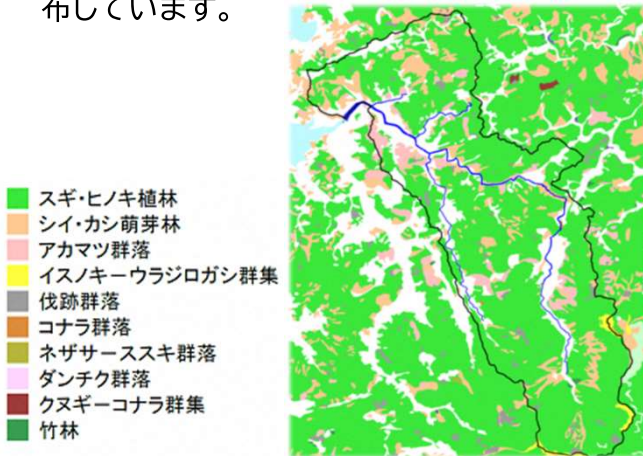 布しています。
スギ・ヒノキ植林
シイ・カシ萌芽林
アカマツ群落
イスノキーウラジロガシ群集
伐跡群落
コナラ群落
ネザサーススキ群落
ダンチク群落
クヌギーコナラ群集
竹林